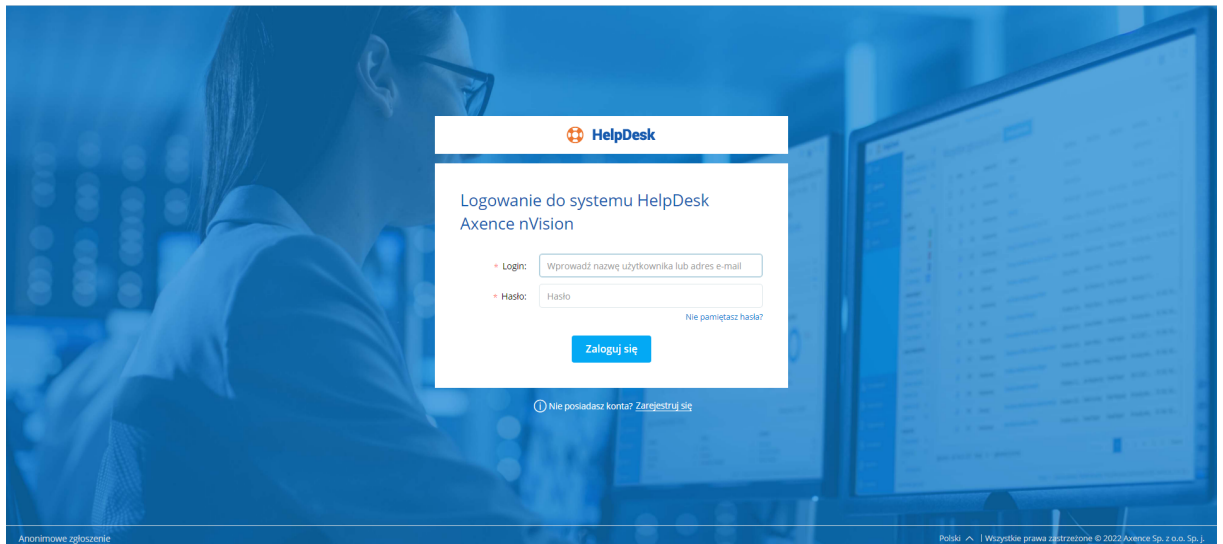 HelpDesk
Logowanie do systemu HelpDesk
Axence nVision
* Login: Wprowadź nazwę użytkownika lub adres e-mail
* Hasło: Hasło
Nie pamiętasz hasła?
Zaloguj się
Nie posiadasz konta? Zarejestruj się
Anonimowe zgłoszenie
Polski | Wszystkie prawa zastrzeżone © 2022 Axence Sp. z o.o. Sp. j.